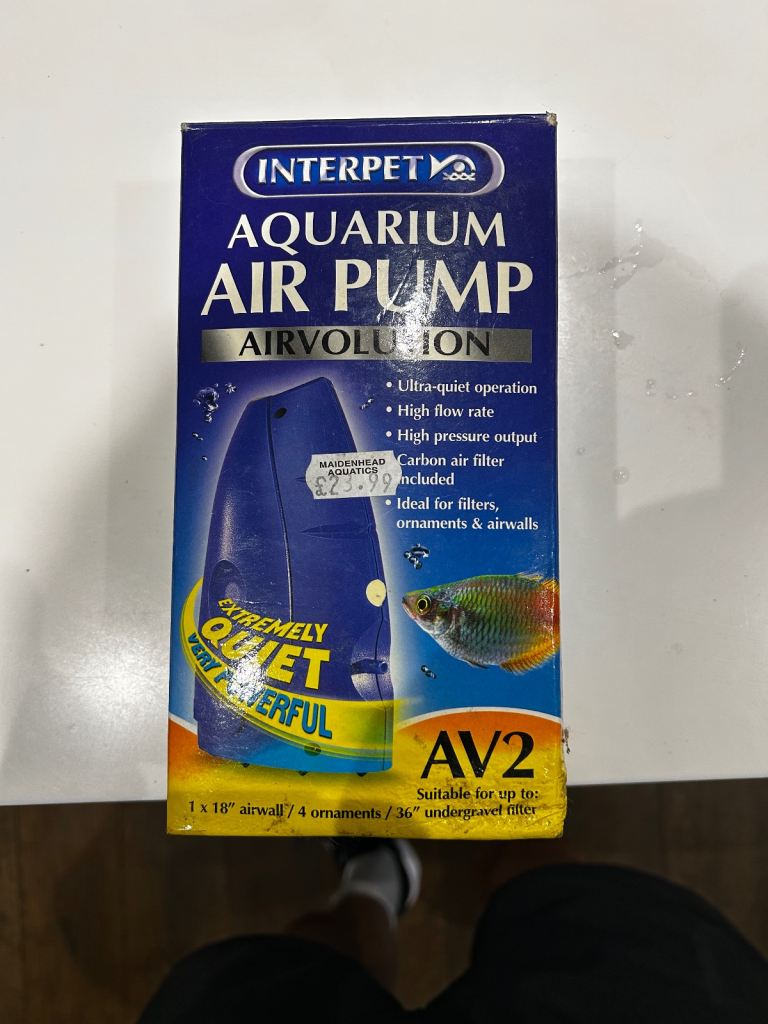 INTERPET
AQUARIUM
AIR PUMP
AIRVOLUTION
• Ultra-quiet operation
• High flow rate
• High pressure output
Carbon air filter
included
• Ideal for filters,
ornaments & airwalls
MAIDENHEAD
AQUATICS
£23.99
EXTREMELY
QUIET
VERY POWERFUL
AV2
Suitable for up to:
1 x 18" airwall / 4 ornaments / 36" undergravel filter